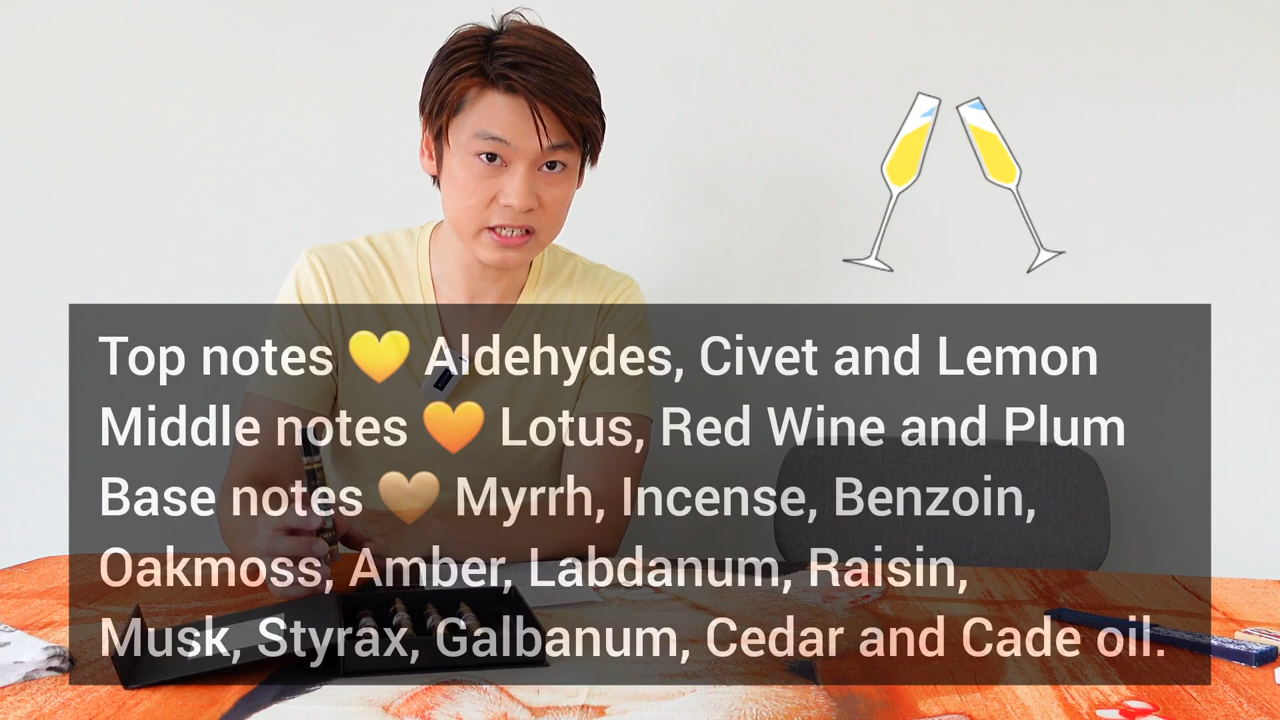 Top notes 💛 Aldehydes, Civet and Lemon
Middle notes 🧡 Lotus, Red Wine and Plum
Base notes 💛 Myrrh, Incense, Benzoin,
Oakmoss, Amber, Labdanum, Raisin,
Musk, Styrax, Galbanum, Cedar and Cade oil.